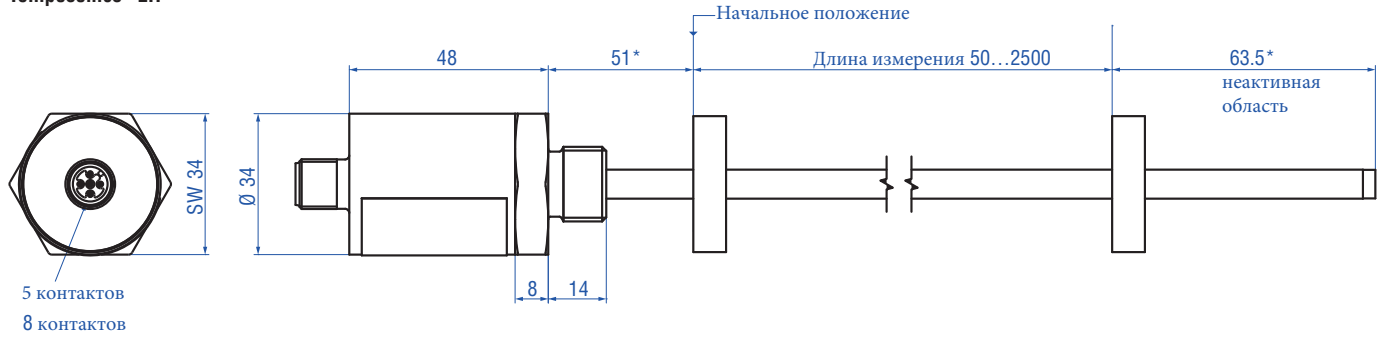 Начальное положение
48
51*
Длина измерения 50...2500
63.5*
неактивная
область
SW 34
Ø 34
8
14
5 контактов
8 контактов